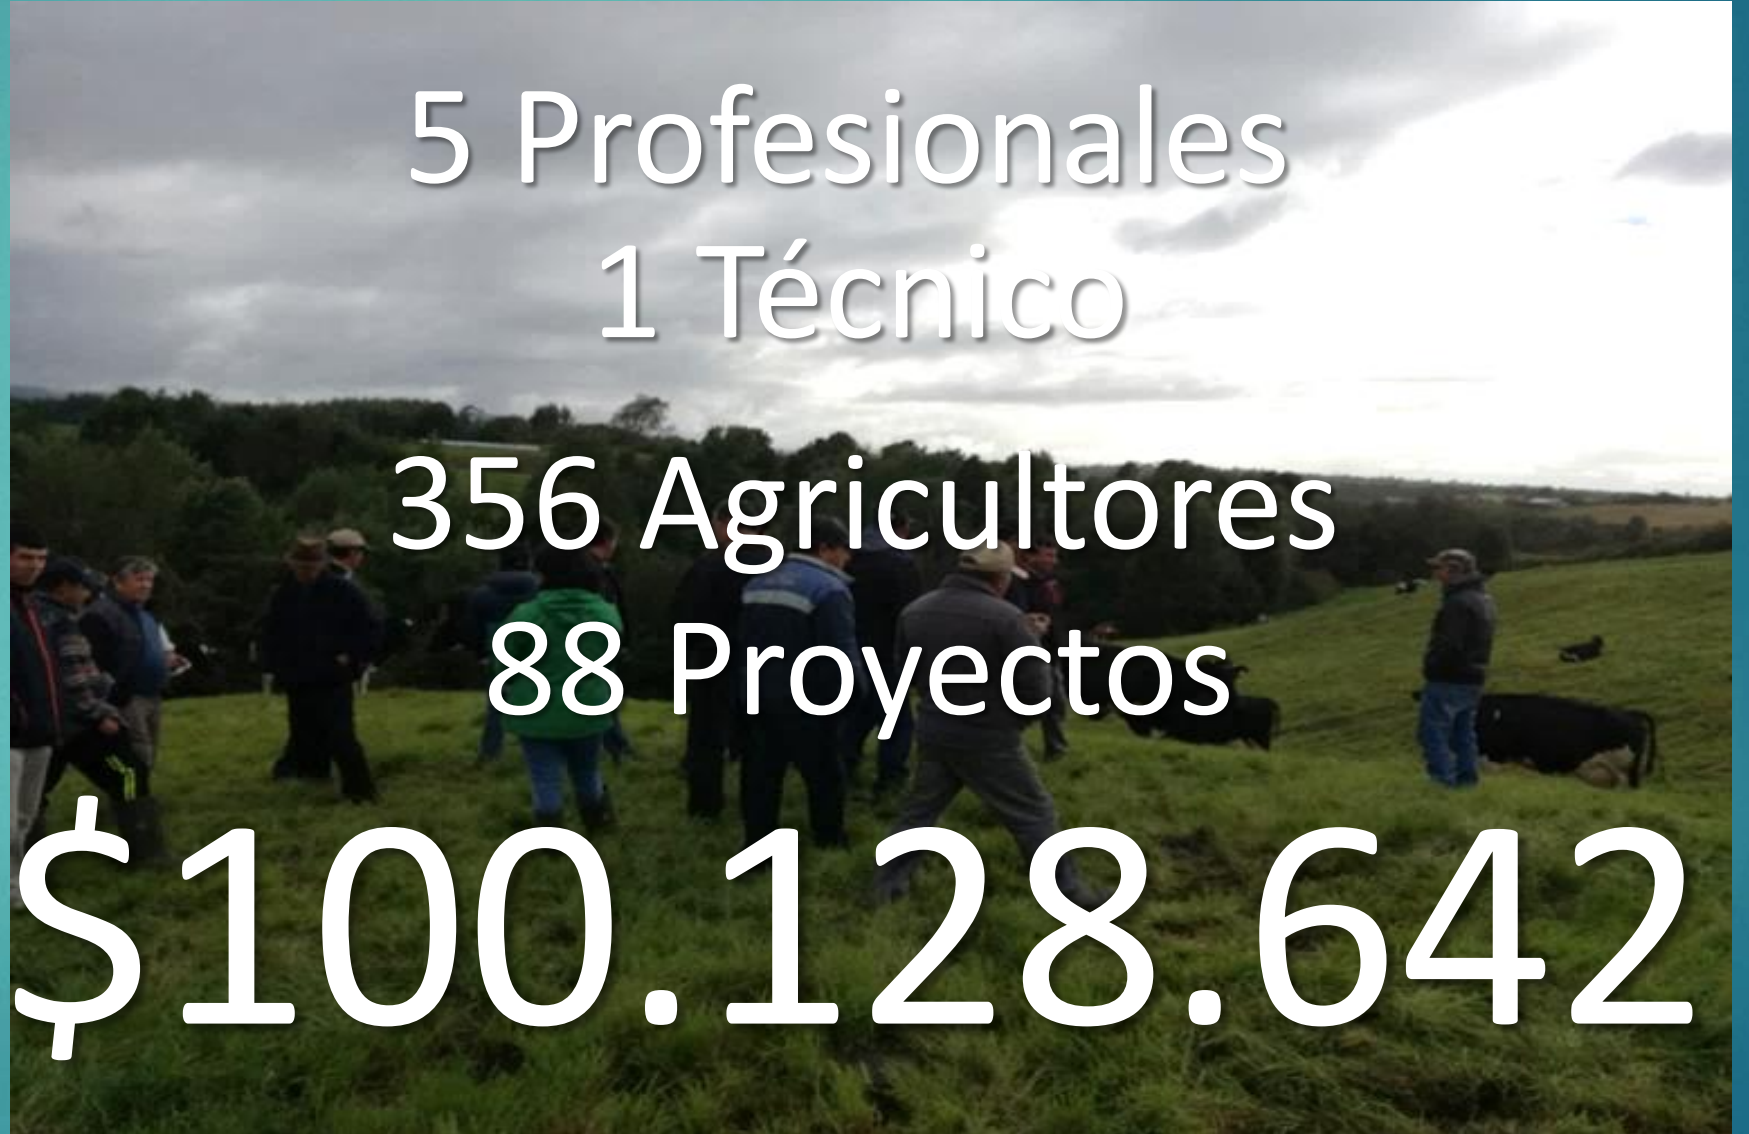 5 Profesionales
1 Técnico
356 Agricultores
88 Proyectos
$100.128.642